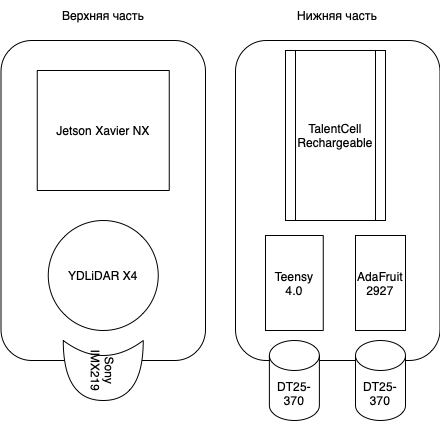 Верхняя часть
Нижняя часть
Jetson Xavier NX
TalentCell
Rechargeable
YDLiDAR X4
Teensy
4.0
AdaFruit
2927
Sony
IMX219
DT25-
370
DT25-
370